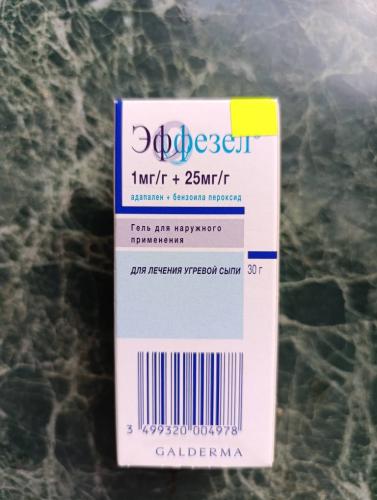 Эффезел®
1мг/г + 25мг/г
адапален + бензоила пероксид
Гель для наружного
применения
ДЛЯ ЛЕЧЕНИЯ УГРЕВОЙ СЫПИ
30 г
3 499320 004978
GALDERMA